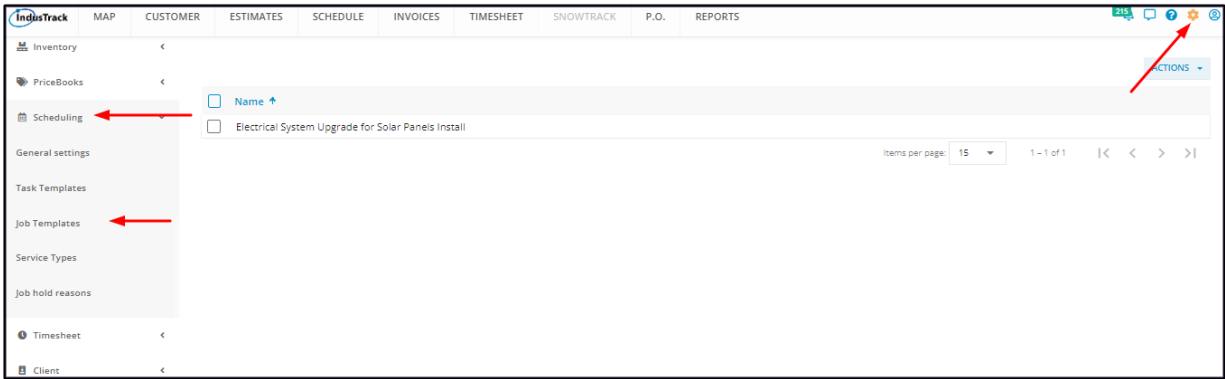 IndusTrack MAP CUSTOMER ESTIMATES SCHEDULE INVOICES TIMESHEET SNOWTRACK P.O. REPORTS 215 ?
Inventory
ACTIONS
PriceBooks
Name
Scheduling
Electrical System Upgrade for Solar Panels Install
General settings
Items per page: 15 1 – 1 of 1
Task Templates
Job Templates
Service Types
Job hold reasons
Timesheet
Client